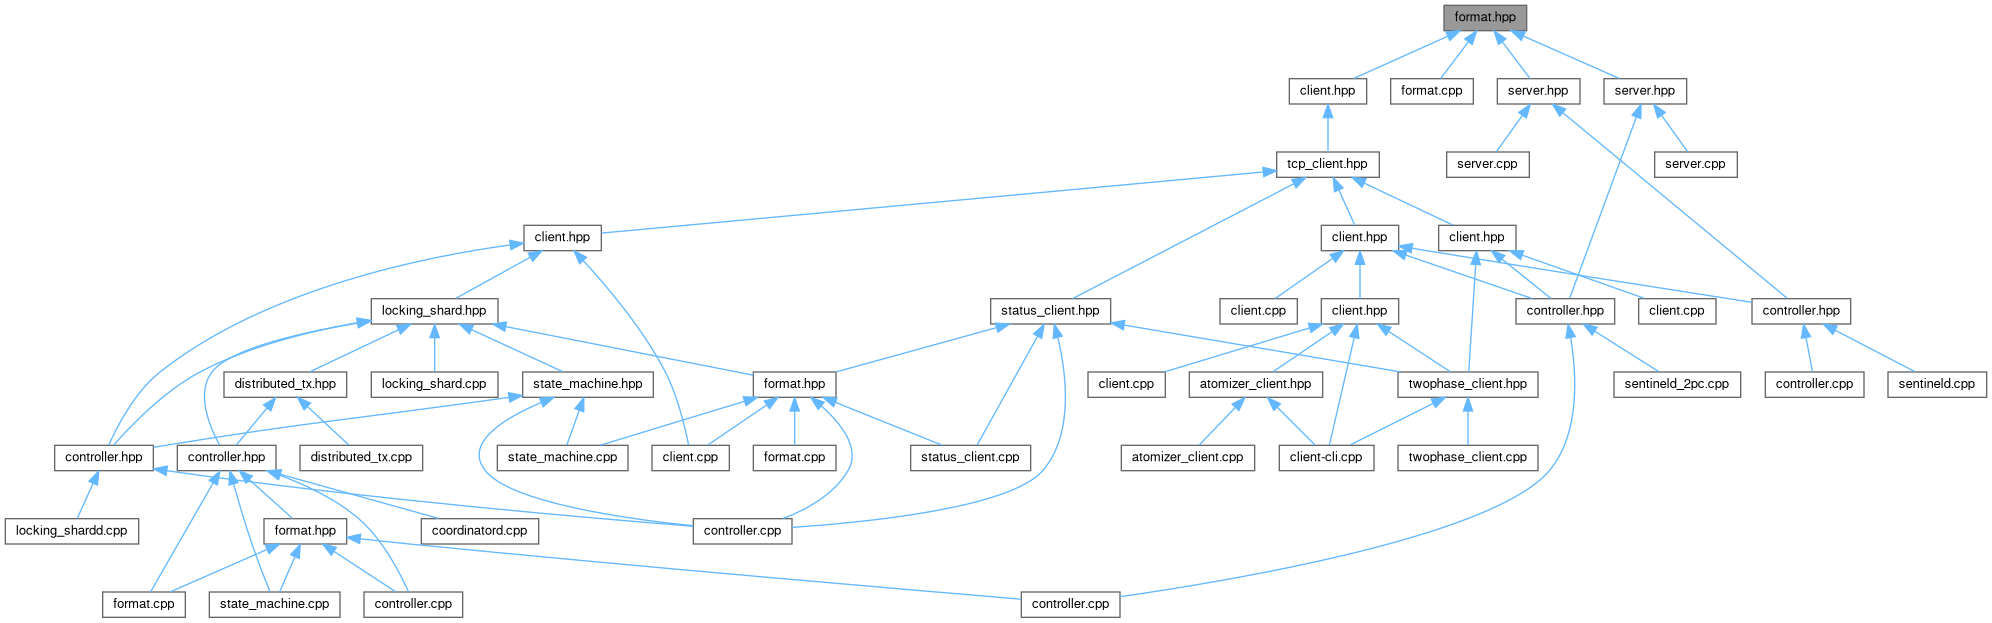 format.hpp
client.hpp
format.cpp
server.hpp
server.hpp
tcp_client.hpp
server.cpp
server.cpp
client.hpp
client.hpp
client.hpp
locking_shard.hpp
status_client.hpp
client.cpp
client.hpp
controller.hpp
client.cpp
controller.hpp
distributed_tx.hpp
locking_shard.cpp
state_machine.hpp
format.hpp
client.cpp
atomizer_client.hpp
twophase_client.hpp
sentineld_2pc.cpp
controller.cpp
sentineld.cpp
controller.hpp
controller.hpp
distributed_tx.cpp
state_machine.cpp
client.cpp
format.cpp
status_client.cpp
atomizer_client.cpp
client-cli.cpp
twophase_client.cpp
locking_shardd.cpp
format.hpp
coordinatord.cpp
controller.cpp
format.cpp
state_machine.cpp
controller.cpp
controller.cpp